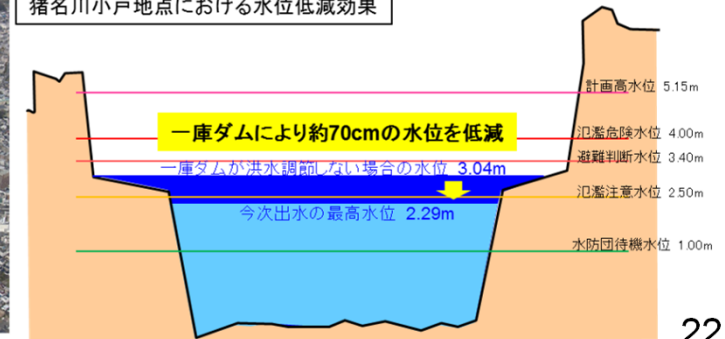 猪名川小戸地点における水位低減効果
計画高水位 5.15m
一庫ダムにより約70cmの水位を低減
氾濫危険水位 4.00m
避難判断水位 3.40m
一庫ダムが洪水調節しない場合の水位 3.04m
氾濫注意水位 2.50m
今次出水の最高水位 2.29m
水防団待機水位 1.00m
22